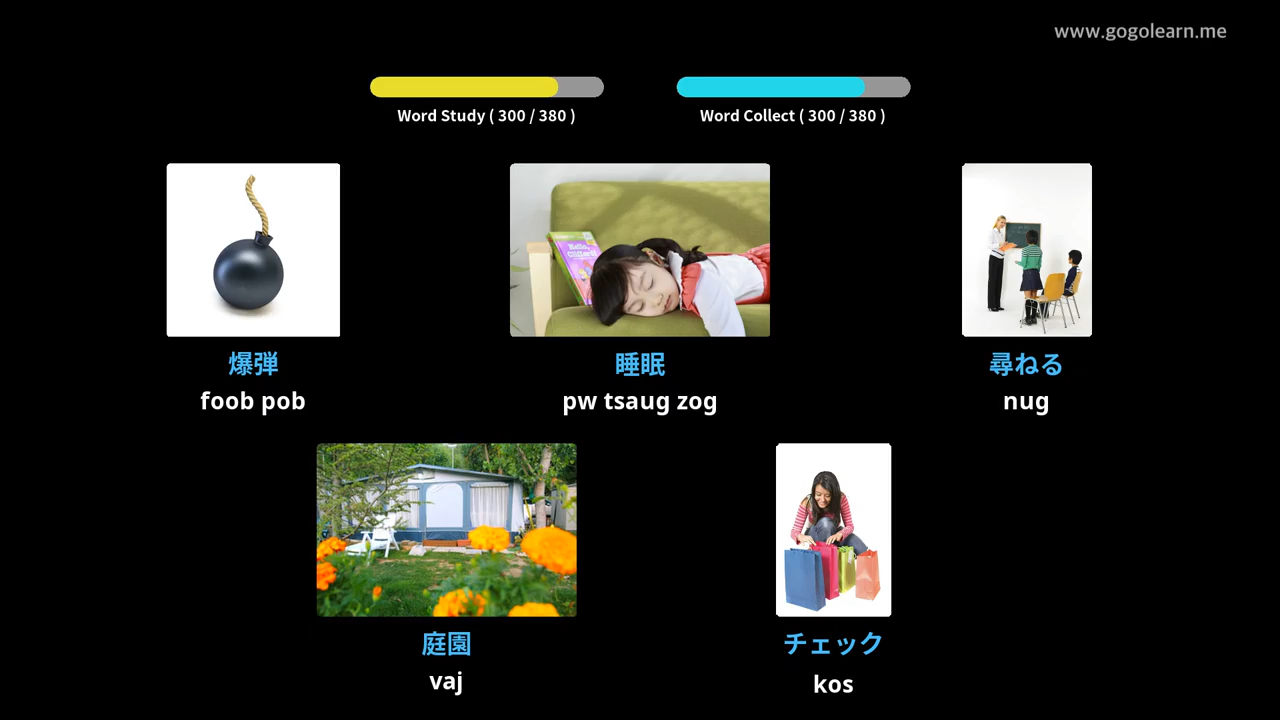 www.gogolearn.me
Word Study ( 300 / 380 )
Word Collect ( 300 / 380 )
Hello,
爆弾
foob pob
睡眠
pw tsaug zog
尋ねる
nug
庭園
vaj
チェック
kos